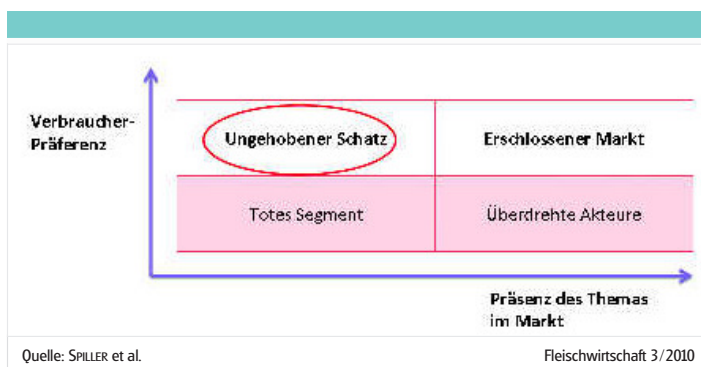 Verbraucher-
Präferenz
Ungehobener Schatz
Erschlossener Markt
Totes Segment
Überdrehte Akteure
Präsenz des Themas
im Markt
Quelle: SPILLER et al.
Fleischwirtschaft 3/2010